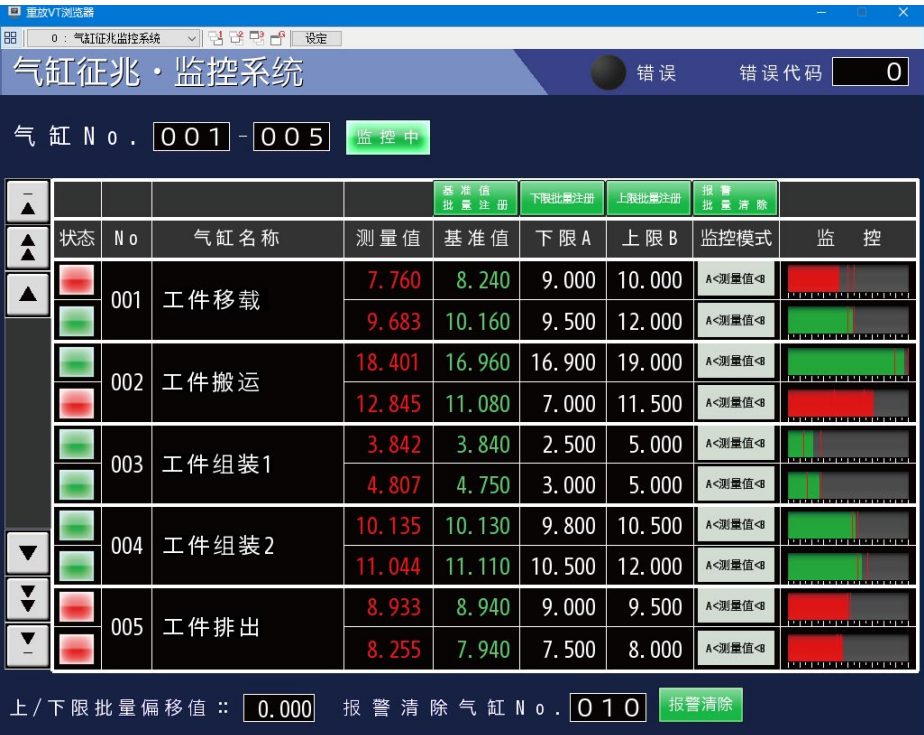 重放VT浏览器
0 : 气缸征兆监控系统 设定
气缸征兆・监控系统 错误 错误代码 0
气缸No. 001-005 监控中
基准值 批量注册 下限批量注册 上限批量注册 报警 批量清除
状态 No 气缸名称 测量值 基准值 下限A 上限B 监控模式 监 控
001 工件移载 7.760 8.240 9.000 10.000 A<测量值<B
9.683 10.160 9.500 12.000 A<测量值<B
002 工件搬运 18.401 16.960 16.900 19.000 A<测量值<B
12.845 11.080 7.000 11.500 A<测量值<B
003 工件组装1 3.842 3.840 2.500 5.000 A<测量值<B
4.807 4.750 3.000 5.000 A<测量值<B
004 工件组装2 10.135 10.130 9.800 10.500 A<测量值<B
11.044 11.110 10.500 12.000 A<测量值<B
005 工件排出 8.933 8.940 9.000 9.500 A<测量值<B
8.255 7.940 7.500 8.000 A<测量值<B
上/下限批量偏移值:: 0.000 报警清除气缸No. 010 报警清除